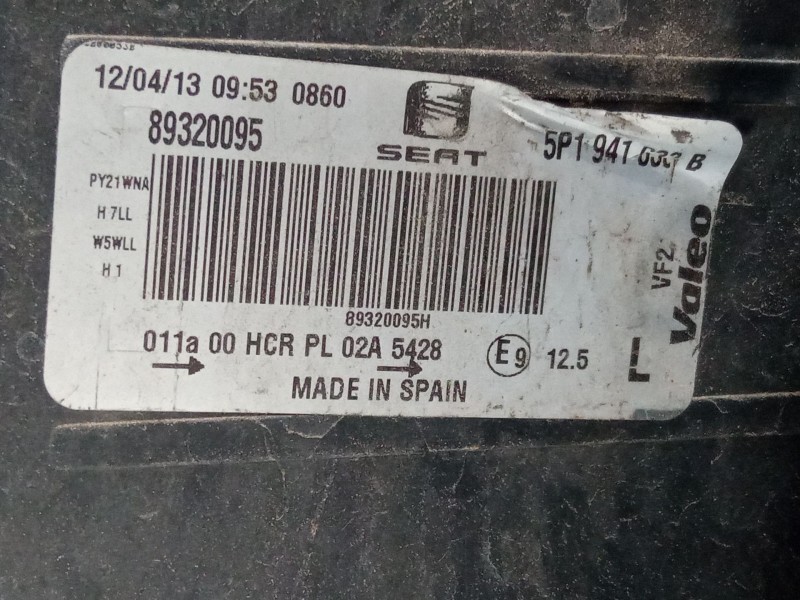 12/04/13 09:53 0860
89320095
SEAT
5P1 941 B
PY21WNA
H 7LL
W5WLL
H 1
89320095H
VF2
Valeo
011a 00 HCR PL 02A 5428
E9
12.5
L
MADE IN SPAIN